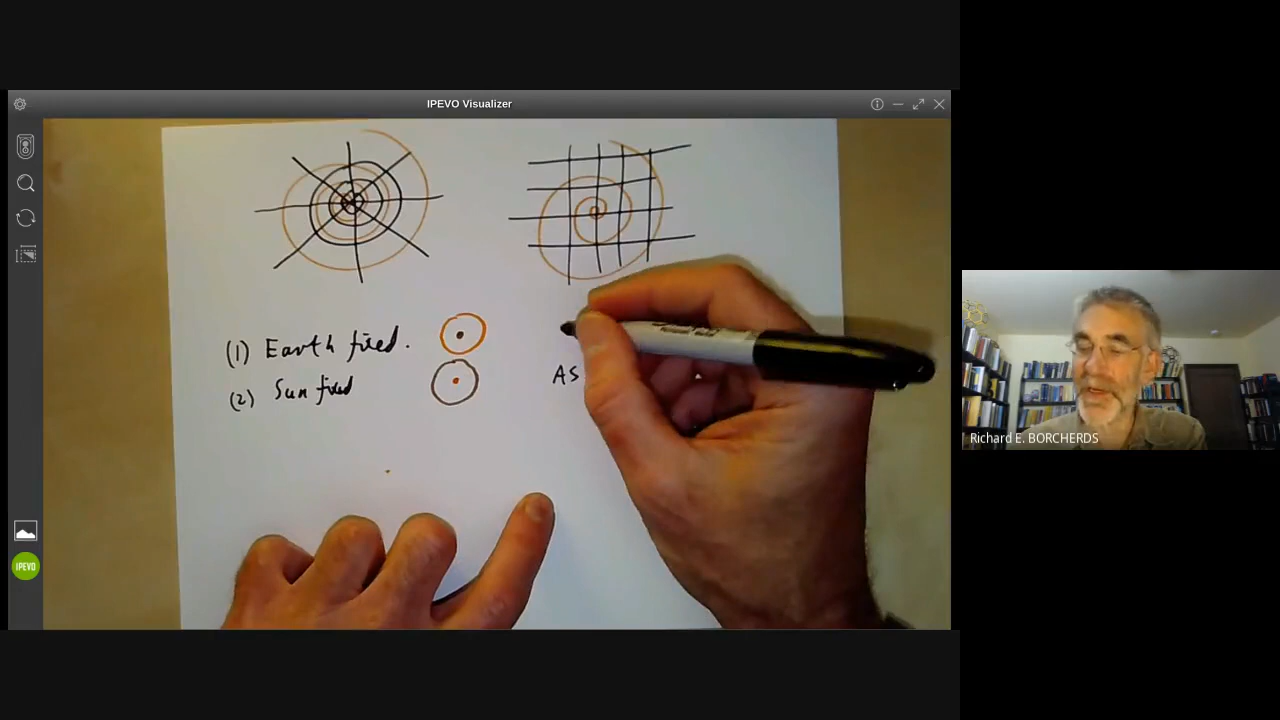 IPEVO Visualizer
(1) Earth fixed.
(2) Sun fixed
AS
IPEVO
Richard E. BORCHERDS